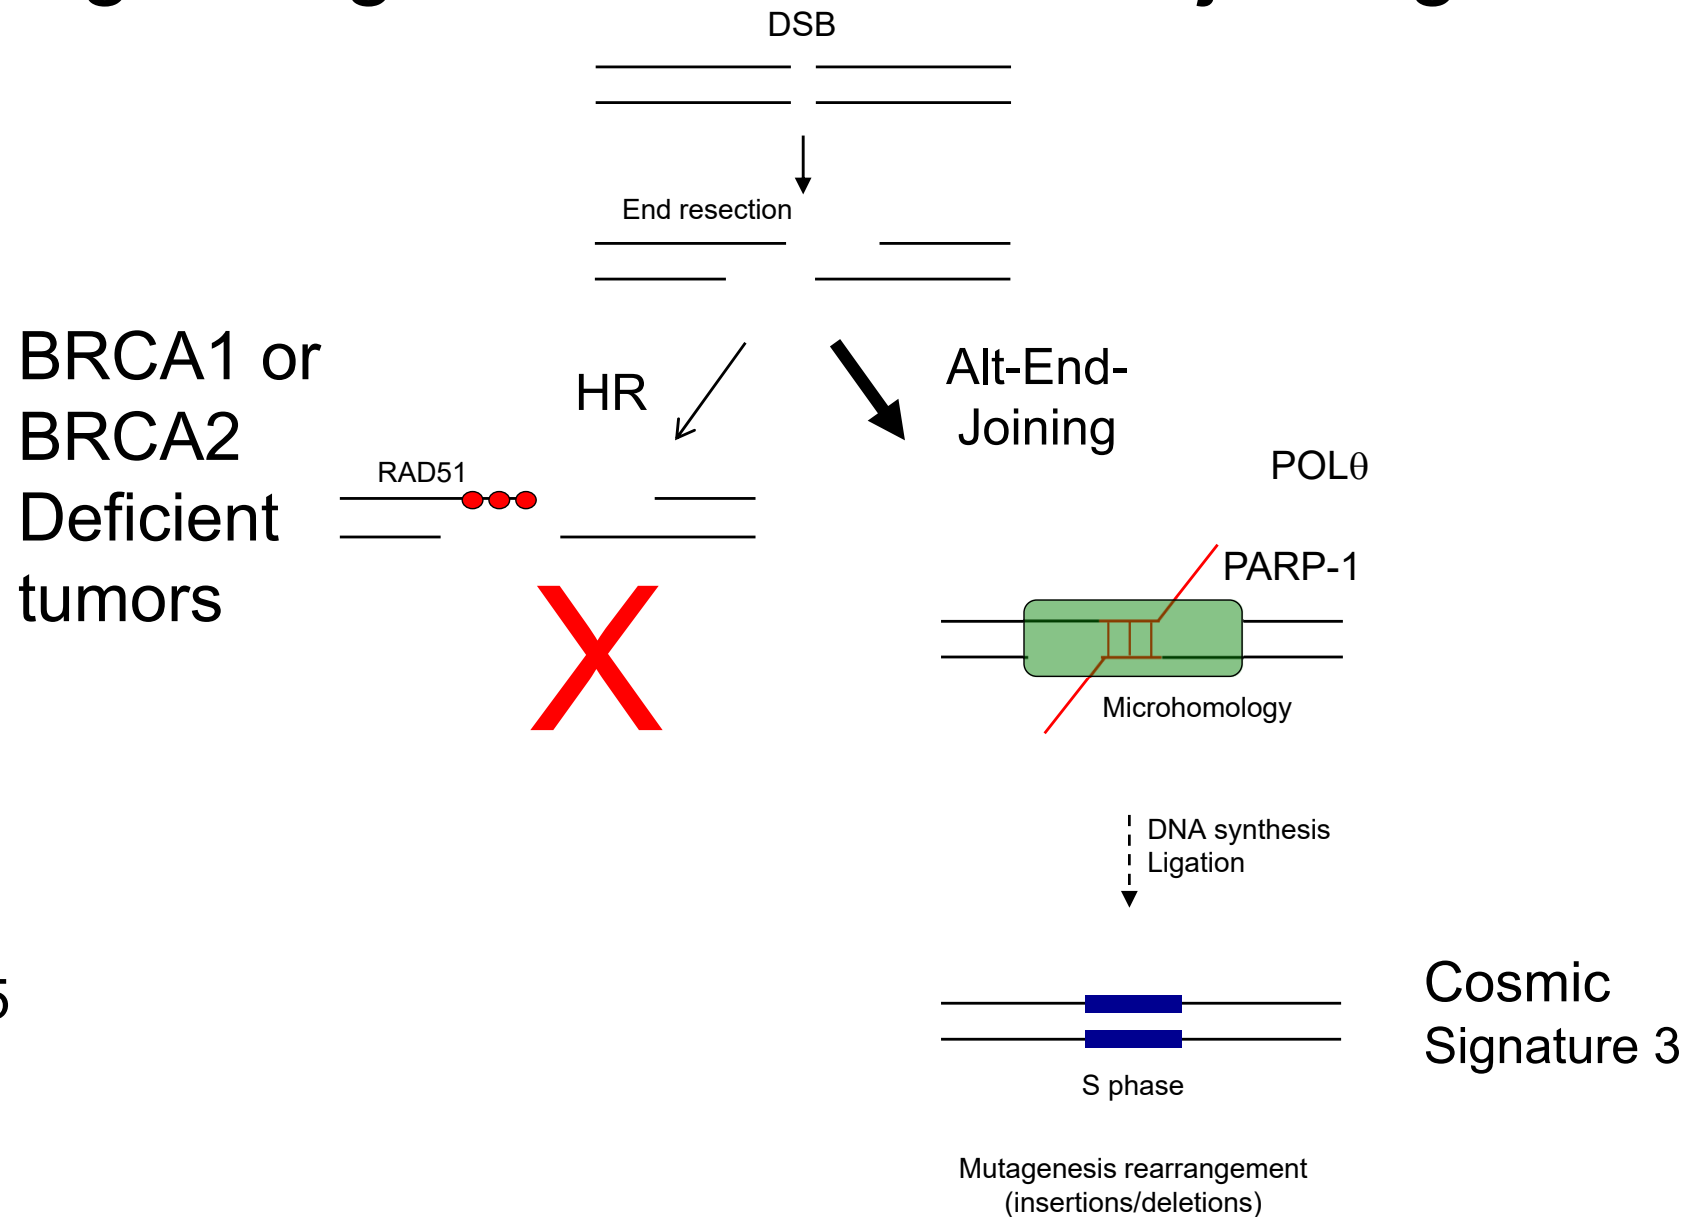 DSB
End resection
BRCA1 or
BRCA2
Deficient
tumors
HR
Alt-End-
Joining
RAD51
POLθ
PARP-1
X
Microhomology
DNA synthesis
Ligation
5
Cosmic
Signature 3
S phase
Mutagenesis rearrangement
(insertions/deletions)